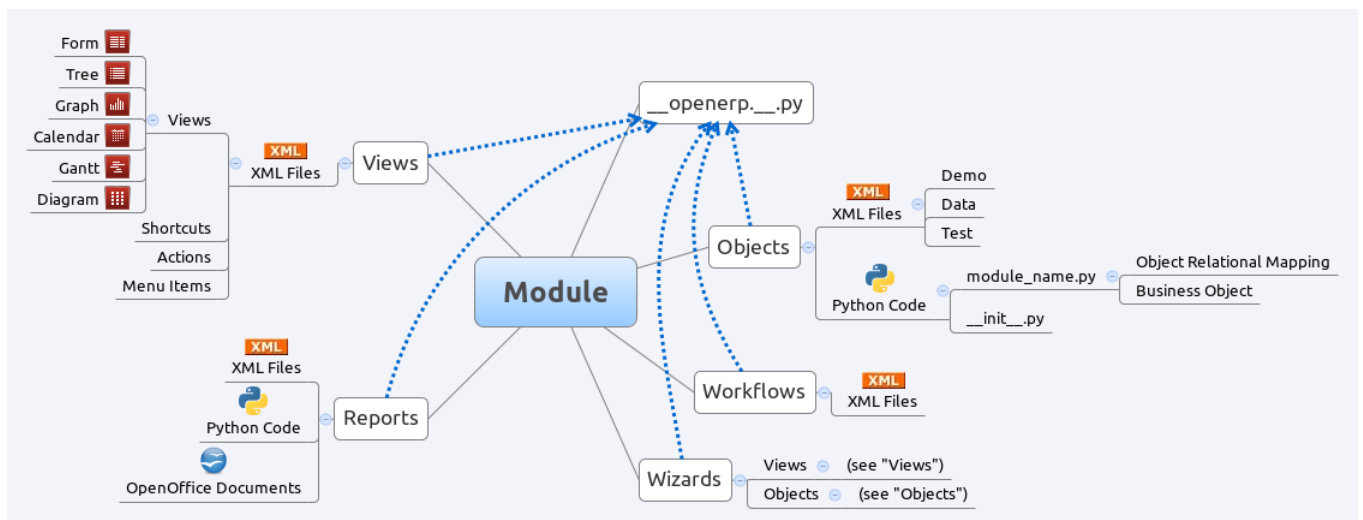 Form
Tree
Graph
Calendar
Gantt
Diagram
Views
Shortcuts
Actions
Menu Items
XML
XML Files
Views
__openerp.__.py
Module
Objects
XML
XML Files
Demo
Data
Test
Python Code
module_name.py
Object Relational Mapping
Business Object
__init__.py
Workflows
XML
XML Files
Wizards
Views
(see "Views")
Objects
(see "Objects")
Reports
XML
XML Files
Python Code
OpenOffice Documents